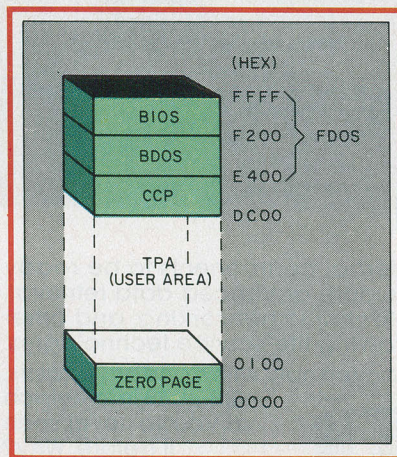 (HEX)
FFFF
BIOS
F200 FDOS
BDOS
E400
CCP
DC00
TPA
(USER AREA)
0100
ZERO PAGE
0000